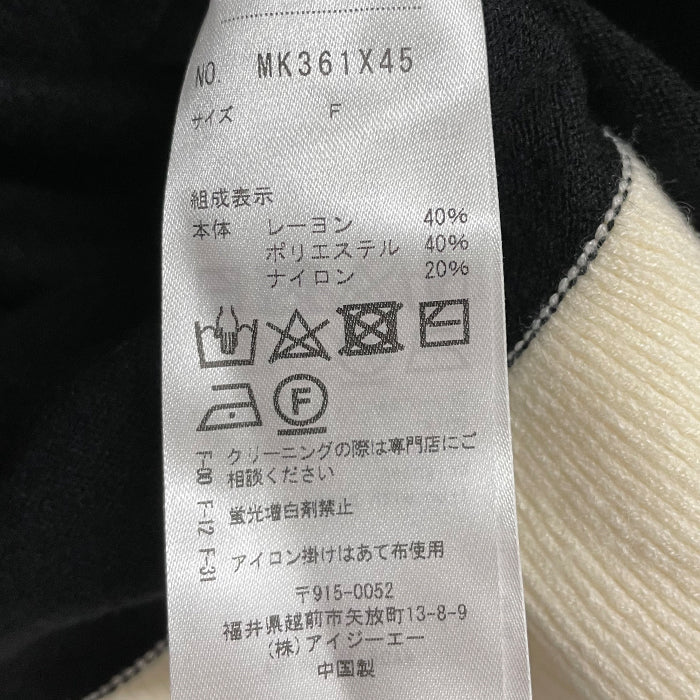 NO. MK361X45
サイズ F
組成表示
本体 レーヨン 40%
ポリエステル 40%
ナイロン 20%
F
F-00 クリーニングの際は専門店にご
相談ください
F-12 蛍光増白剤禁止
F-31 アイロン掛けはあて布使用
〒915-0052
福井県越前市矢放町13-8-9
(株)アイジーエー
中国製